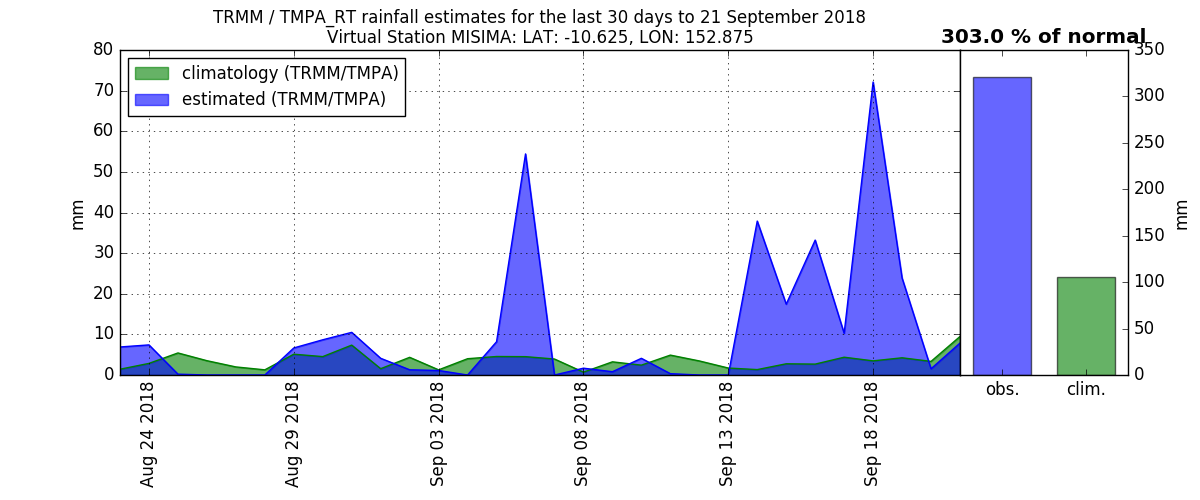 TRMM / TMPA_RT rainfall estimates for the last 30 days to 21 September 2018
Virtual Station MISIMA: LAT: -10.625, LON: 152.875
303.0 % of normal
climatology (TRMM/TMPA)
estimated (TRMM/TMPA)
80
70
60
50
40
30
20
10
0
mm
Aug 24 2018
Aug 29 2018
Sep 03 2018
Sep 08 2018
Sep 13 2018
Sep 18 2018
350
300
250
200
150
100
50
0
mm
obs.
clim.